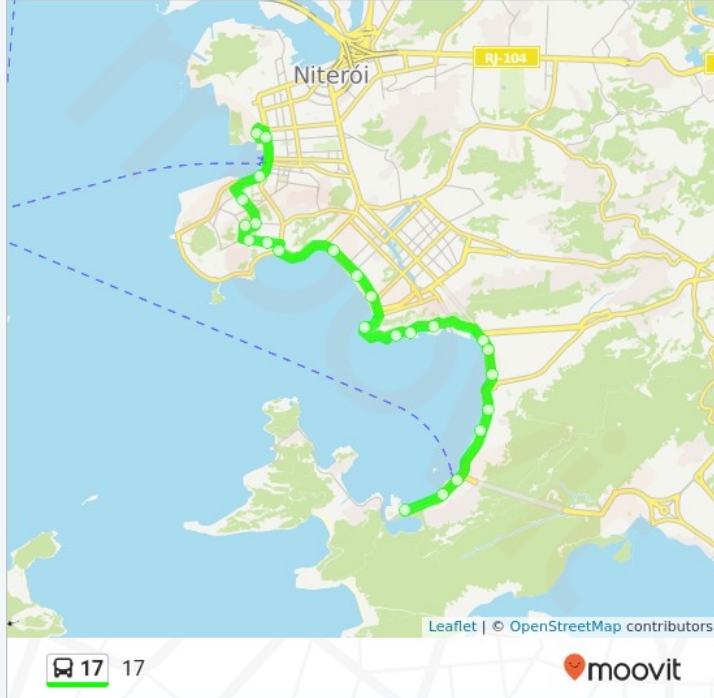 Niterói
RJ-104
Leaflet | © OpenStreetMap contributors
17 17
moovit